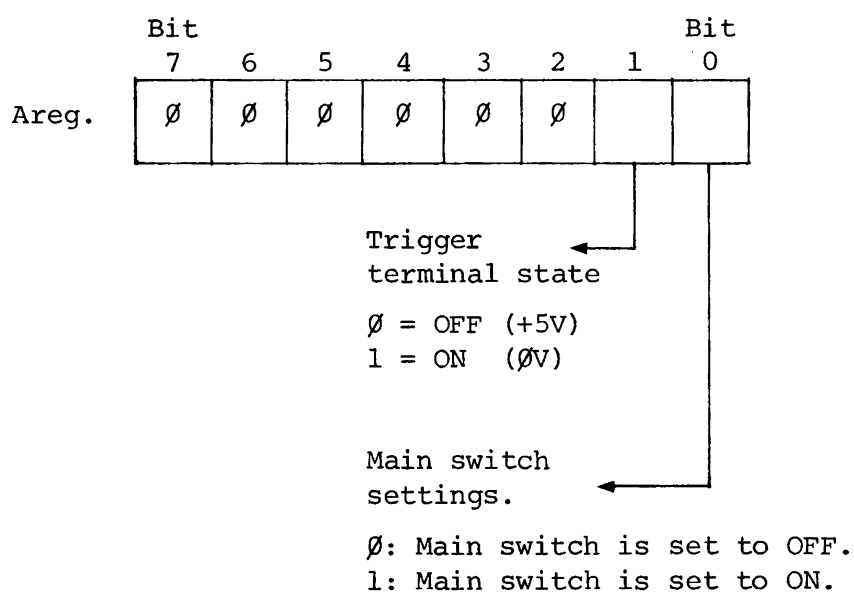 Bit Bit
7 6 5 4 3 2 1 0
Areg. Ø Ø Ø Ø Ø Ø
Trigger
terminal state
Ø = OFF (+5V)
1 = ON (ØV)
Main switch
settings.
Ø: Main switch is set to OFF.
1: Main switch is set to ON.